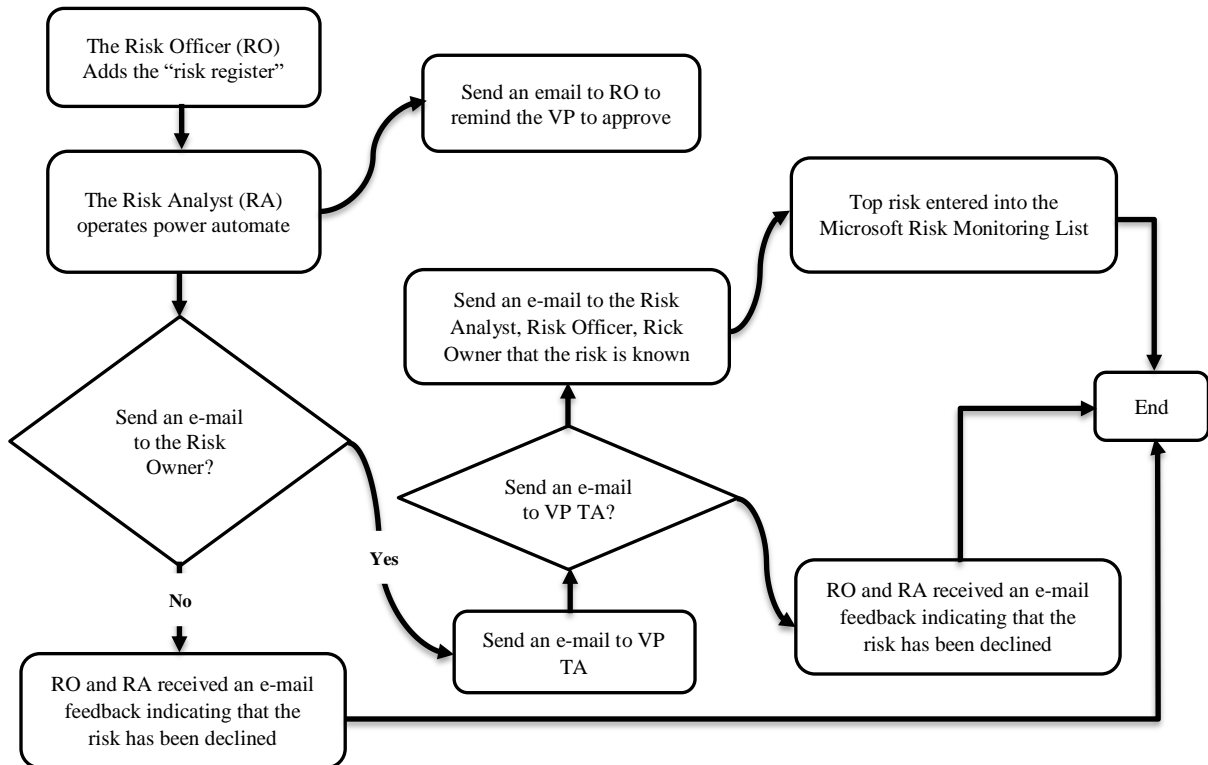 The Risk Officer (RO)
Adds the “risk register”
Send an email to RO to
remind the VP to approve
The Risk Analyst (RA)
operates power automate
Top risk entered into the
Microsoft Risk Monitoring List
Send an e-mail to the Risk
Analyst, Risk Officer, Rick
Owner that the risk is known
Send an e-mail
to the Risk
Owner?
End
Send an e-mail
to VP TA?
Yes
No
RO and RA received an e-mail
feedback indicating that the
risk has been declined
Send an e-mail to VP
TA
RO and RA received an e-mail
feedback indicating that the
risk has been declined